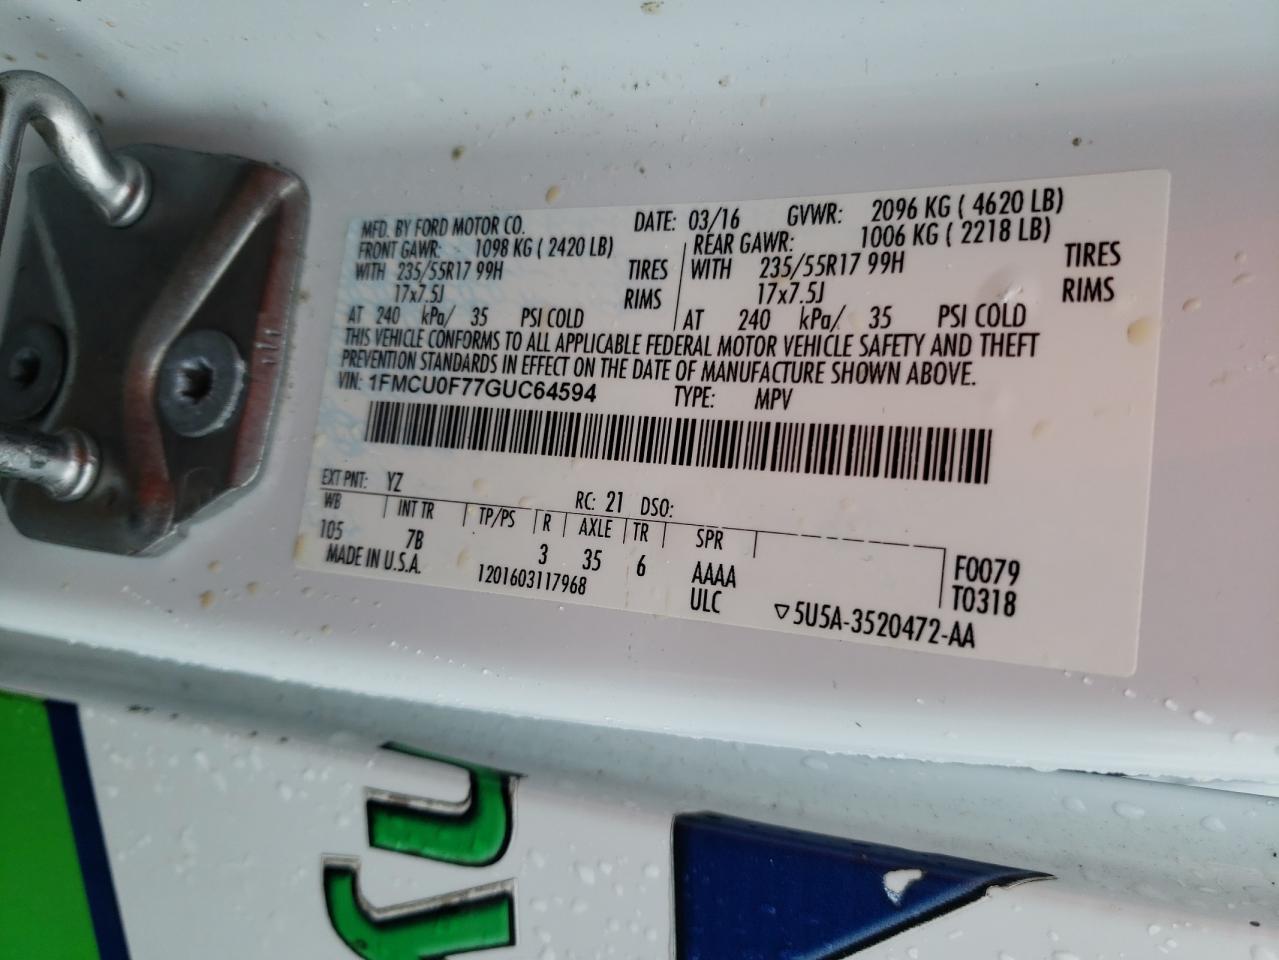 MFD. BY FORD MOTOR CO. DATE: 03/16 GVWR: 2096 KG ( 4620 LB)
FRONT GAWR: 1098 KG ( 2420 LB) REAR GAWR: 1006 KG ( 2218 LB)
WITH 235/55R17 99H TIRES WITH 235/55R17 99H TIRES
17x7.5J RIMS 17x7.5J RIMS
AT 240 kPa/ 35 PSI COLD AT 240 kPa/ 35 PSI COLD
THIS VEHICLE CONFORMS TO ALL APPLICABLE FEDERAL MOTOR VEHICLE SAFETY AND THEFT
PREVENTION STANDARDS IN EFFECT ON THE DATE OF MANUFACTURE SHOWN ABOVE.
VIN: 1FMCU0F77GUC64594 TYPE: MPV
EXT PNT: YZ RC: 21 DSO:
WB INT TR TP/PS R AXLE TR SPR
105 7B 3 35 6 AAAA F0079
MADE IN U.S.A. 1201603117968 ULC T0318
▽5U5A-3520472-AA